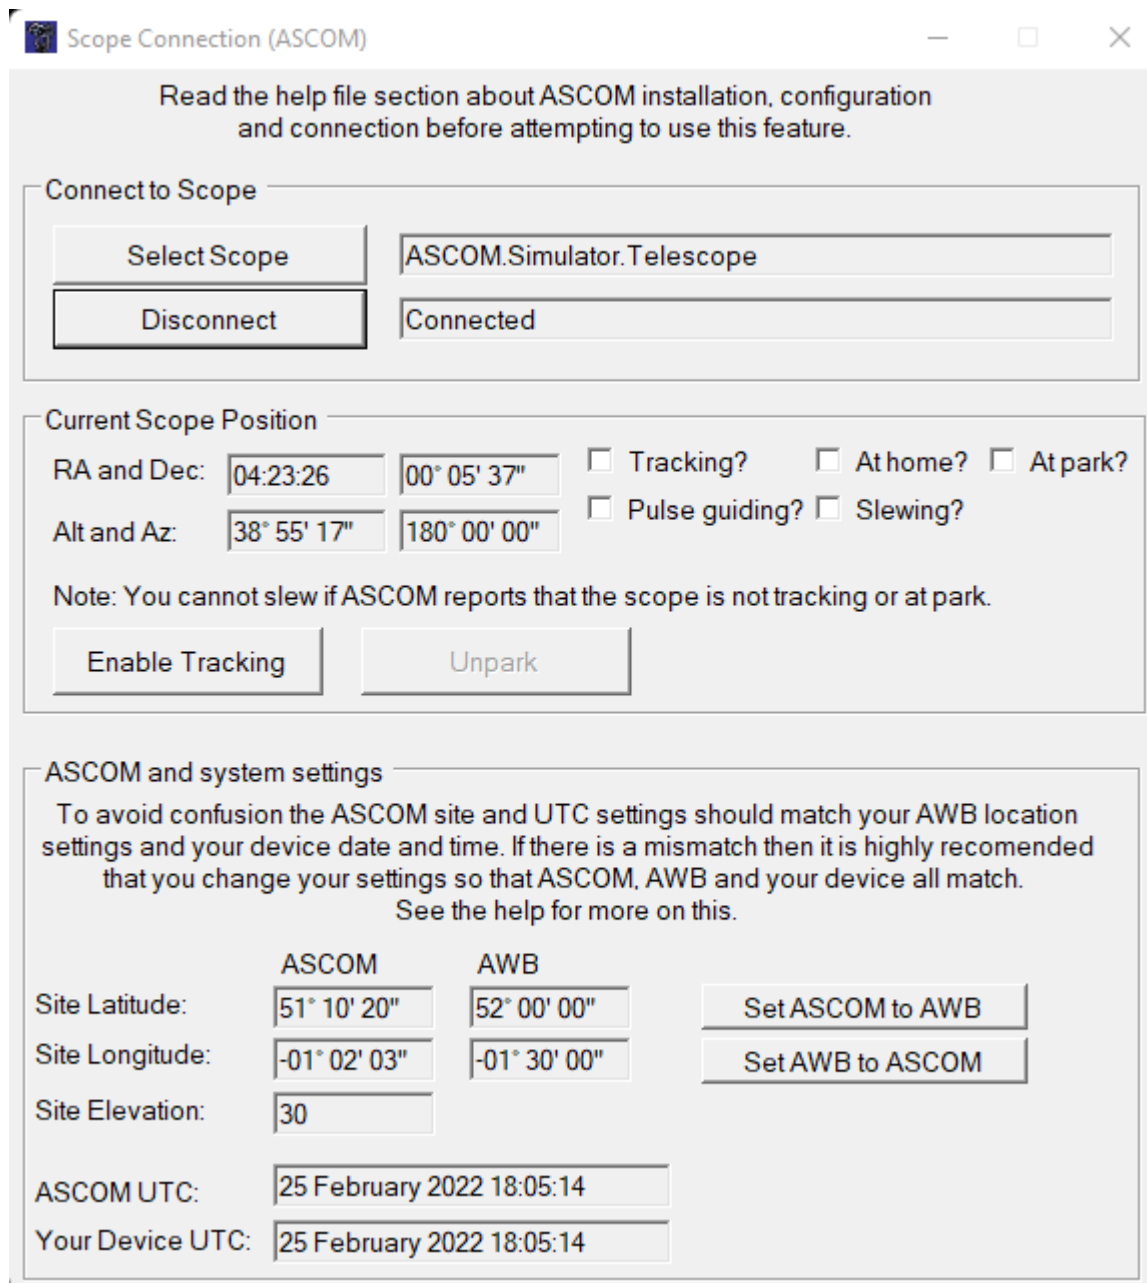 Scope Connection (ASCOM)
Read the help file section about ASCOM installation, configuration
and connection before attempting to use this feature.
Connect to Scope
Select Scope ASCOM.Simulator.Telescope
Disconnect Connected
Current Scope Position
RA and Dec: 04:23:26 00° 05' 37" Tracking? At home? At park?
Alt and Az: 38° 55' 17" 180° 00' 00" Pulse guiding? Slewing?
Note: You cannot slew if ASCOM reports that the scope is not tracking or at park.
Enable Tracking Unpark
ASCOM and system settings
To avoid confusion the ASCOM site and UTC settings should match your AWB location
settings and your device date and time. If there is a mismatch then it is highly recomended
that you change your settings so that ASCOM, AWB and your device all match.
See the help for more on this.
ASCOM AWB
Site Latitude: 51° 10' 20" 52° 00' 00" Set ASCOM to AWB
Site Longitude: -01° 02' 03" -01° 30' 00" Set AWB to ASCOM
Site Elevation: 30
ASCOM UTC: 25 February 2022 18:05:14
Your Device UTC: 25 February 2022 18:05:14